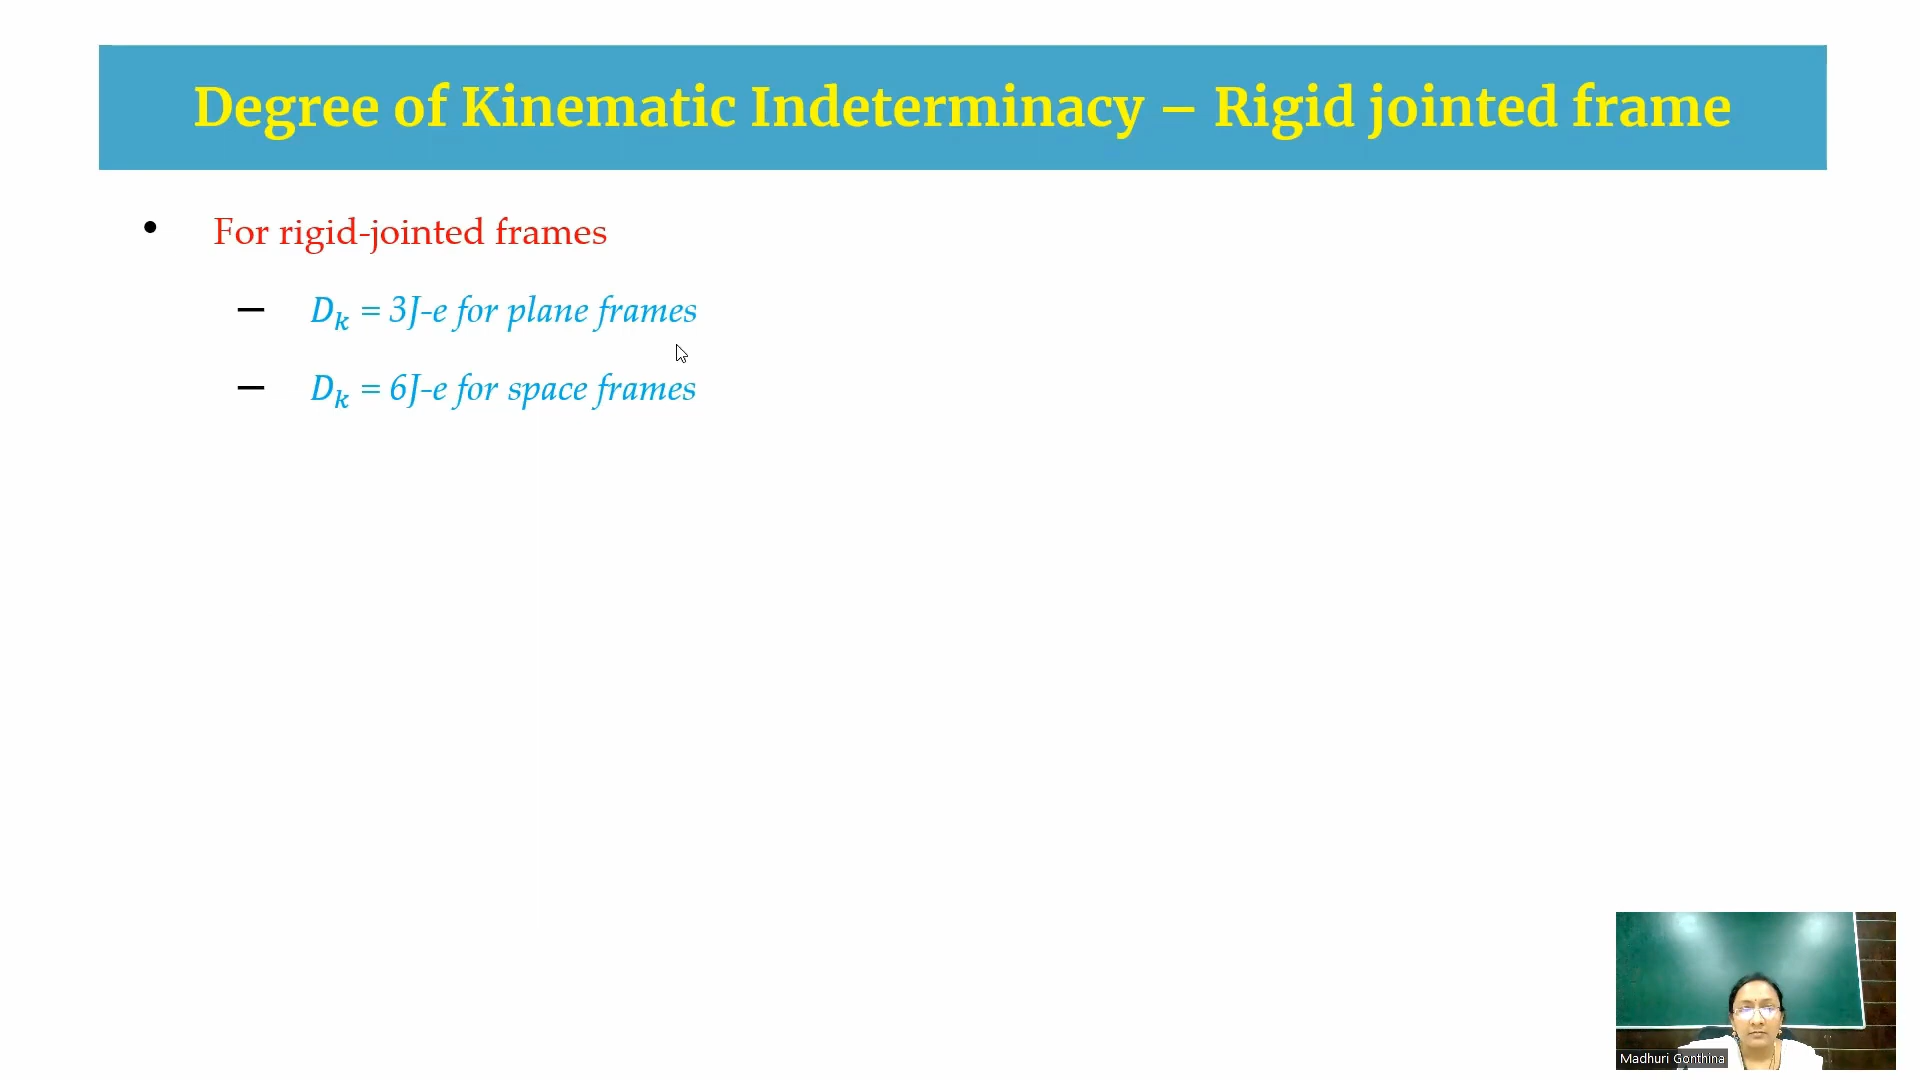 Degree of Kinematic Indeterminacy – Rigid jointed frame
• For rigid-jointed frames
– Dₖ = 3J-e for plane frames
– Dₖ = 6J-e for space frames
Madhuri Gonthina